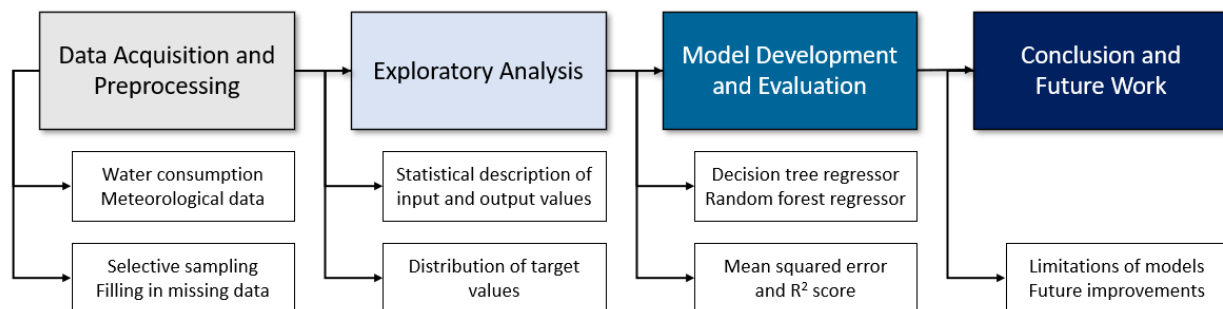 Data Acquisition and
Preprocessing
Exploratory Analysis
Model Development
and Evaluation
Conclusion and
Future Work
Water consumption
Meteorological data
Statistical description of
input and output values
Decision tree regressor
Random forest regressor
Selective sampling
Filling in missing data
Distribution of target
values
Mean squared error
and R² score
Limitations of models
Future improvements